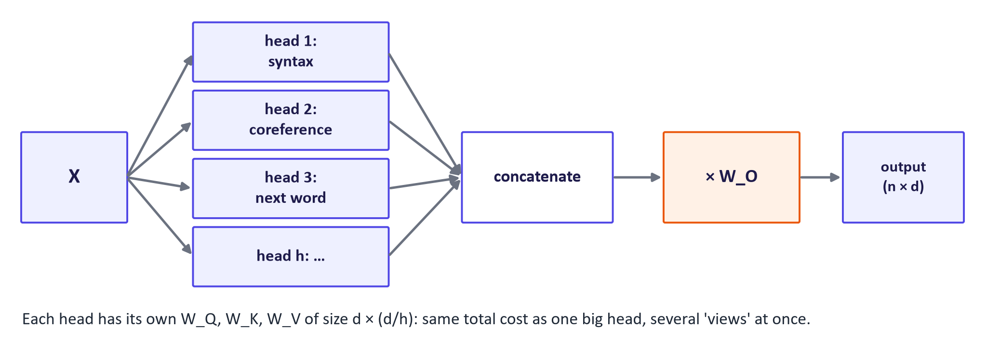 X
head 1:
syntax
head 2:
coreference
head 3:
next word
head h: ...
concatenate
× W_O
output
(n × d)
Each head has its own W_Q, W_K, W_V of size d × (d/h): same total cost as one big head, several 'views' at once.